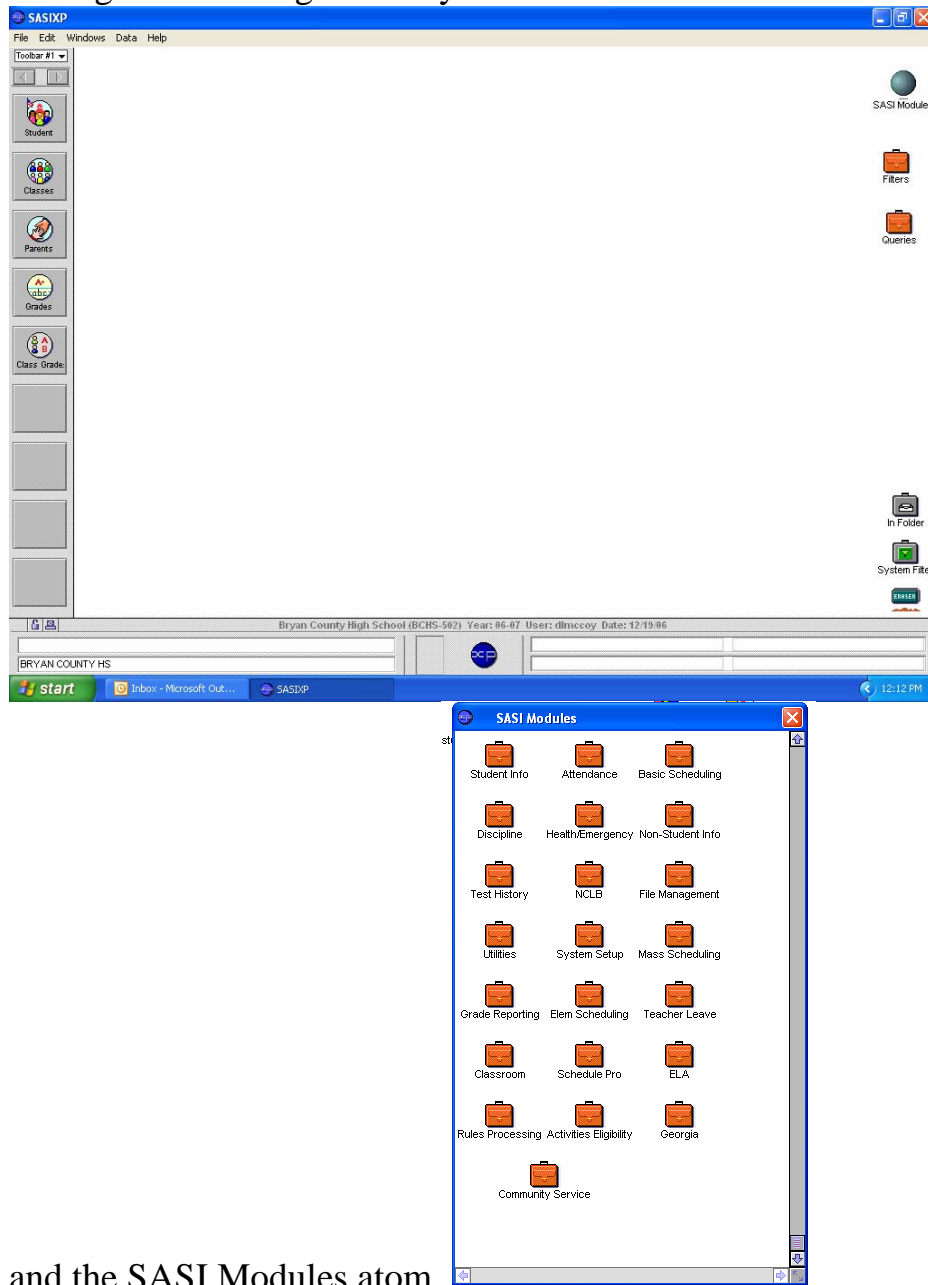 SASIXP
File Edit Windows Data Help
Toolbar #1
SASI Module
Student
Filters
Classes
Queries
Parents
A+
abc
Grades
A
B
Class Grade:
In Folder
System Filte
ERASER
Bryan County High School (BCHS-502) Year: 06-07 User: dlmccoy Date: 12/19/06
xp
BRYAN COUNTY HS
start Inbox - Microsoft Out... SASIXP 12:12 PM
SASI Modules
Student Info Attendance Basic Scheduling
Discipline Health/Emergency Non-Student Info
Test History NCLB File Management
Utilities System Setup Mass Scheduling
Grade Reporting Elem Scheduling Teacher Leave
Classroom Schedule Pro ELA
Rules Processing Activities Eligibility Georgia
Community Service
and the SASI Modules atom